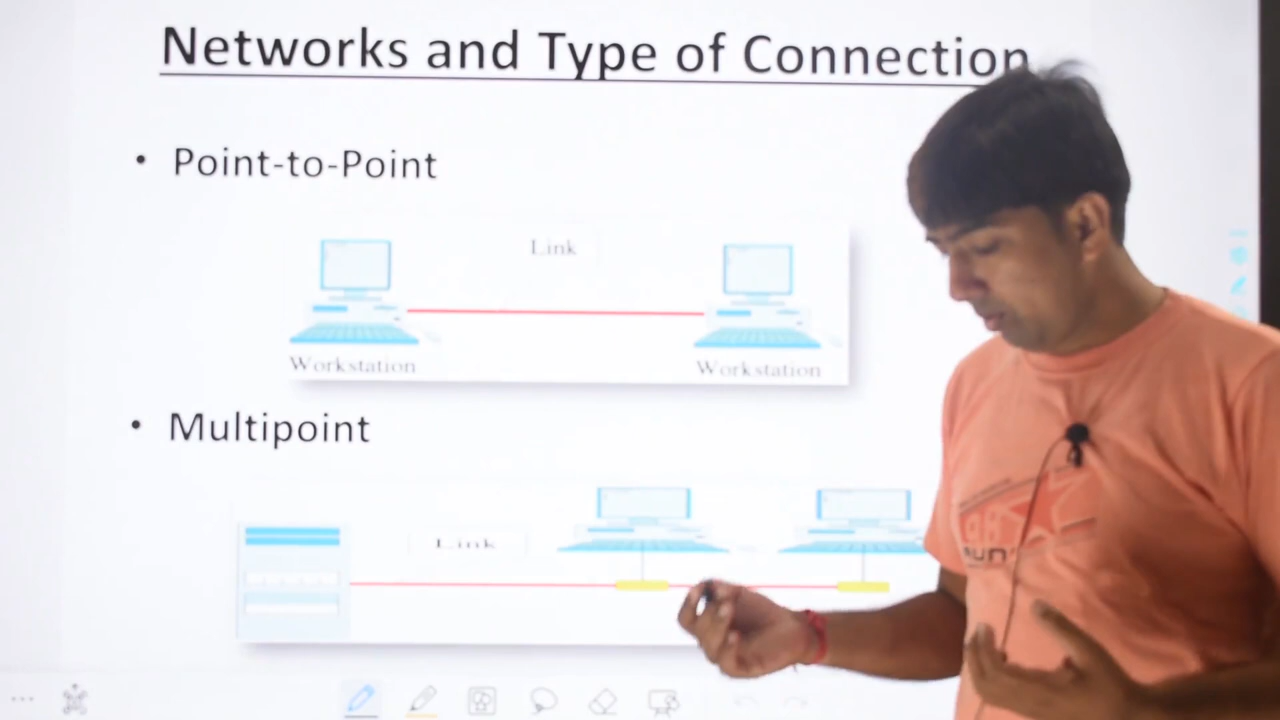 Networks and Type of Connection
• Point-to-Point
Link
Workstation
Workstation
• Multipoint
Link